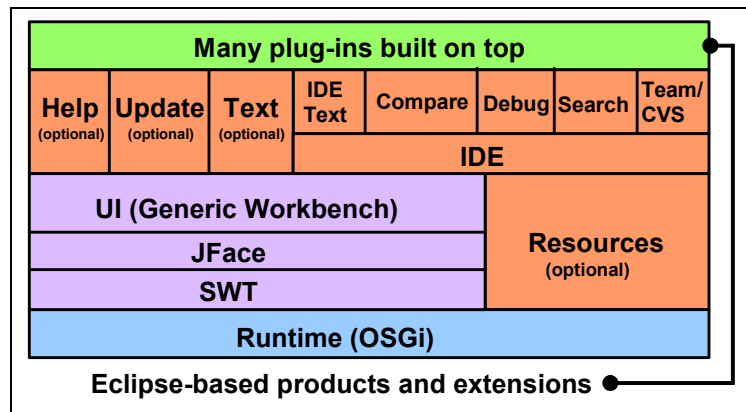 Many plug-ins built on top
Help
(optional)
Update
(optional)
Text
(optional)
IDE
Text
Compare
Debug
Search
Team/
CVS
IDE
UI (Generic Workbench)
JFace
SWT
Resources
(optional)
Runtime (OSGi)
Eclipse-based products and extensions